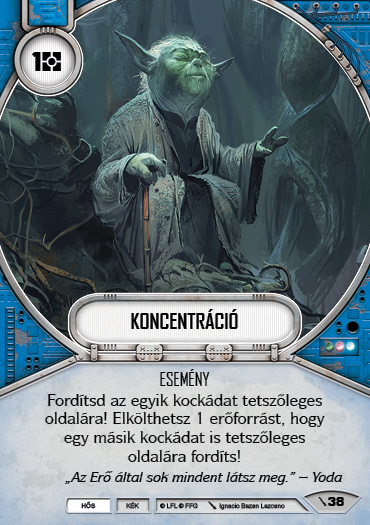 1
KONCENTRÁCIÓ
ESEMÉNY
Fordítsd az egyik kockádat tetszőleges
oldalára! Elkölthetsz 1 erőforrást, hogy
egy másik kockádat is tetszőleges
oldalára fordíts!
„Az Erő által sok mindent látsz meg.” – Yoda
HŐS KÉK © LFL © FFG Ignacio Bazan Lazcano 38